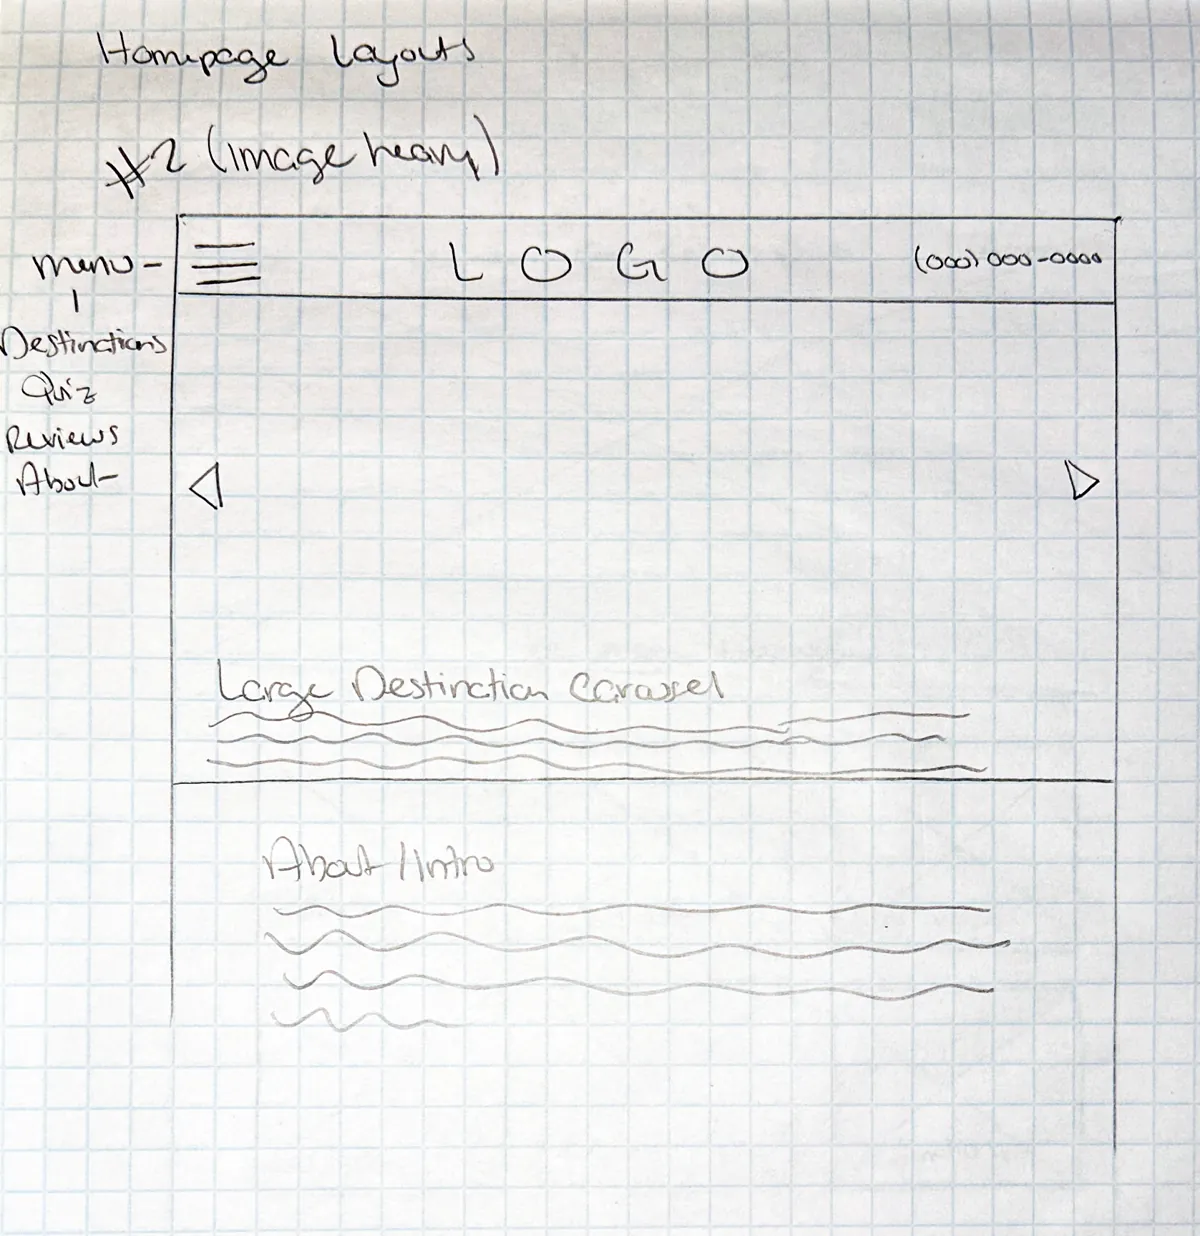 Homepage Layouts
#2 (image heavy)
menu-
LOGO
(000) 000-0000
Destinations
Quiz
Reviews
About
Large Destination Carousel
About / Intro